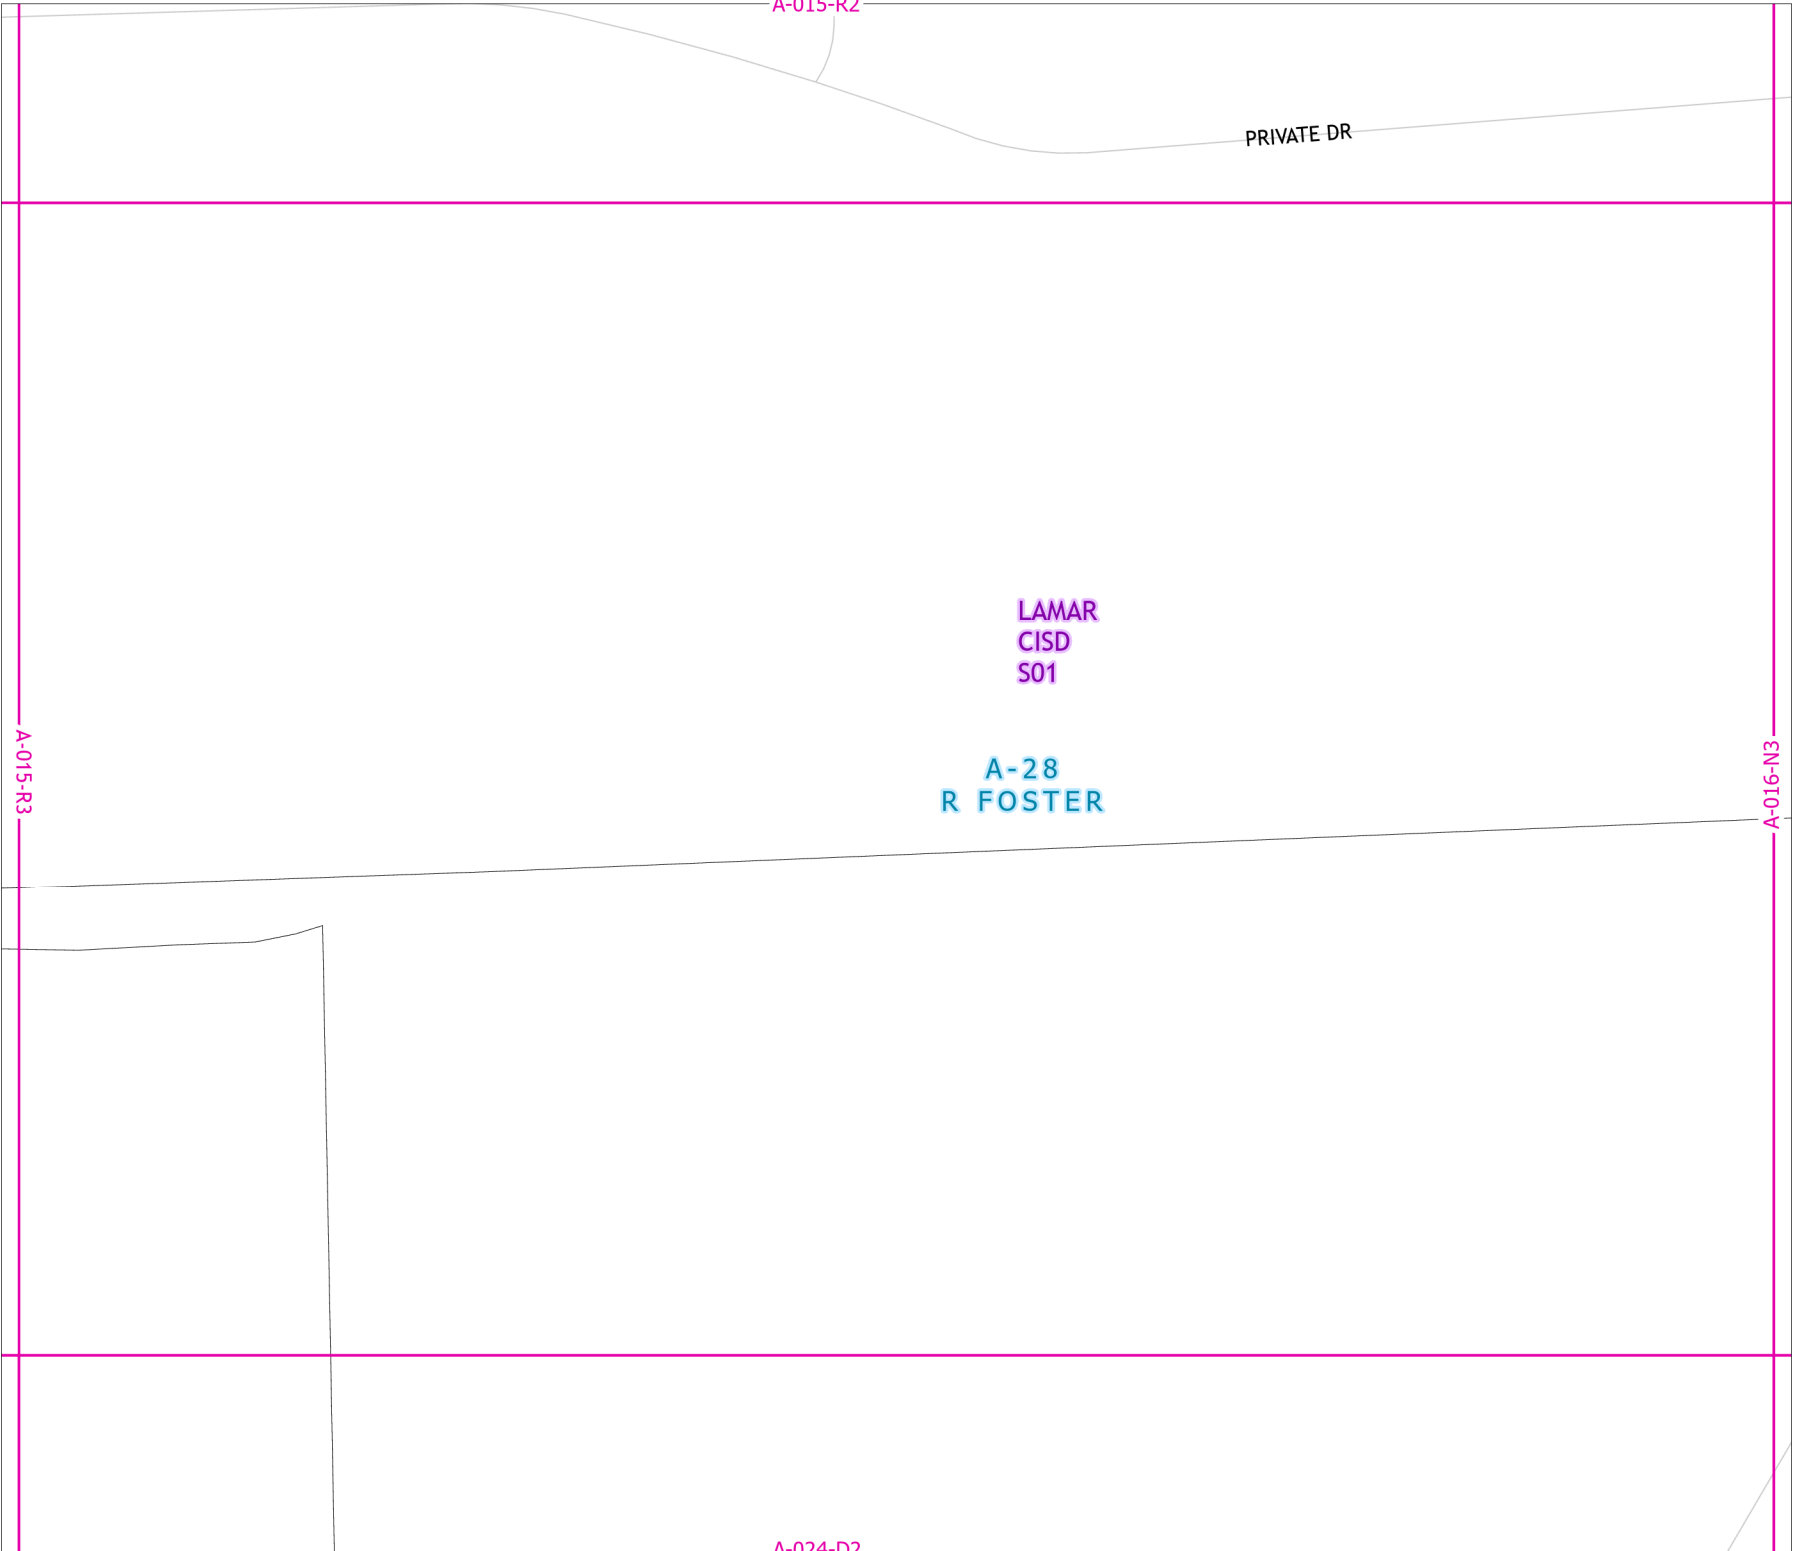 A-015-R2
PRIVATE DR
LAMAR
CISD
S01
A-015-R3
A-016-N3
A-28
R FOSTER
A-024-D2